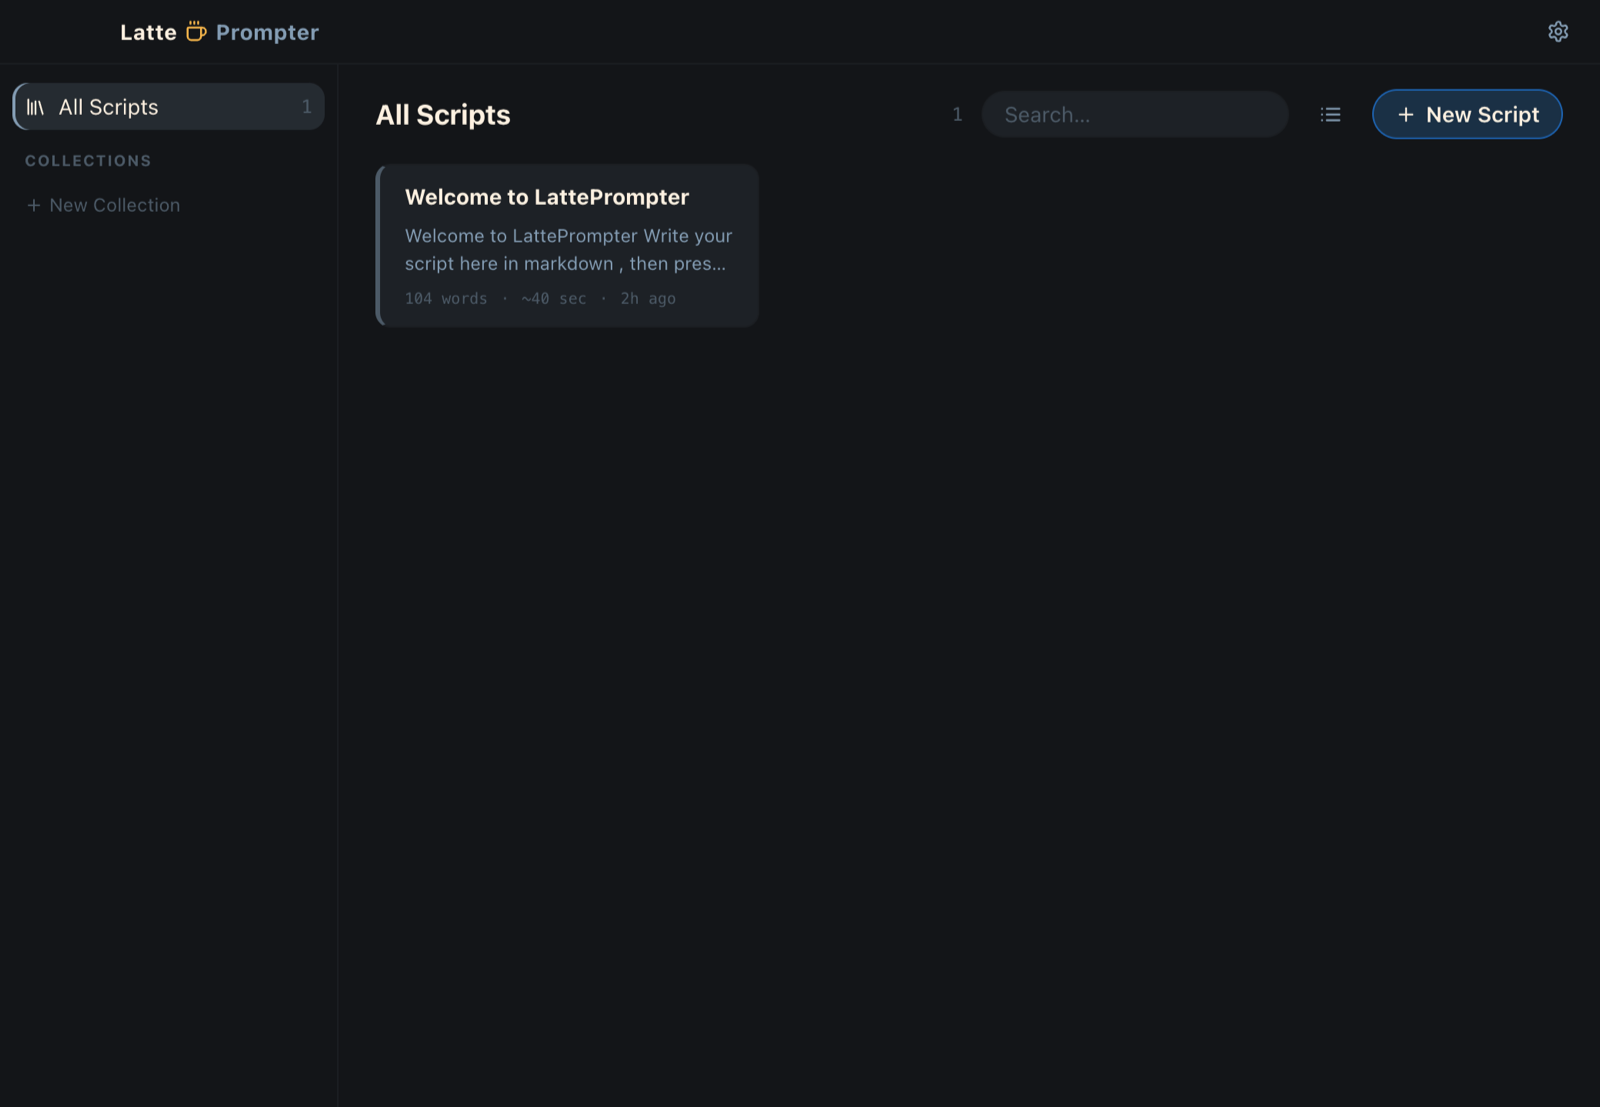 Latte Prompter
All Scripts 1
COLLECTIONS
+ New Collection
All Scripts
1
Search...
+ New Script
Welcome to LattePrompter
Welcome to LattePrompter Write your
script here in markdown , then pres...
104 words · ~40 sec · 2h ago